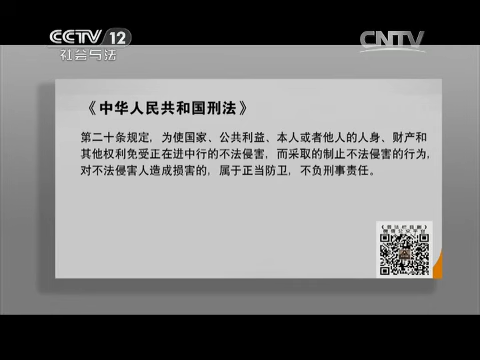 CCTV 12
社会与法
CNTV
《中华人民共和国刑法》
第二十条规定，为使国家、公共利益、本人或者他人的人身、财产和
其他权利免受正在进中行的不法侵害，而采取的制止不法侵害的行为，
对不法侵害人造成损害的，属于正当防卫，不负刑事责任。